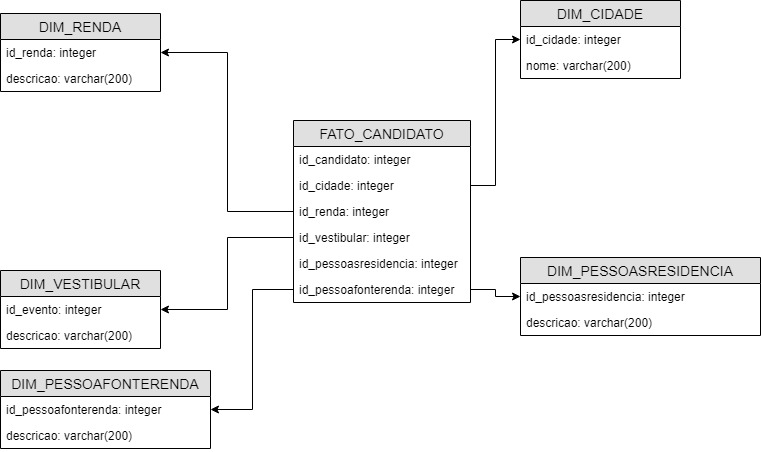 DIM_RENDA
id_renda: integer
descricao: varchar(200)
DIM_CIDADE
id_cidade: integer
nome: varchar(200)
FATO_CANDIDATO
id_candidato: integer
id_cidade: integer
id_renda: integer
id_vestibular: integer
id_pessoasresidencia: integer
id_pessoafonterenda: integer
DIM_VESTIBULAR
id_evento: integer
descricao: varchar(200)
DIM_PESSOASRESIDENCIA
id_pessoasresidencia: integer
descricao: varchar(200)
DIM_PESSOAFONTERENDA
id_pessoafonterenda: integer
descricao: varchar(200)